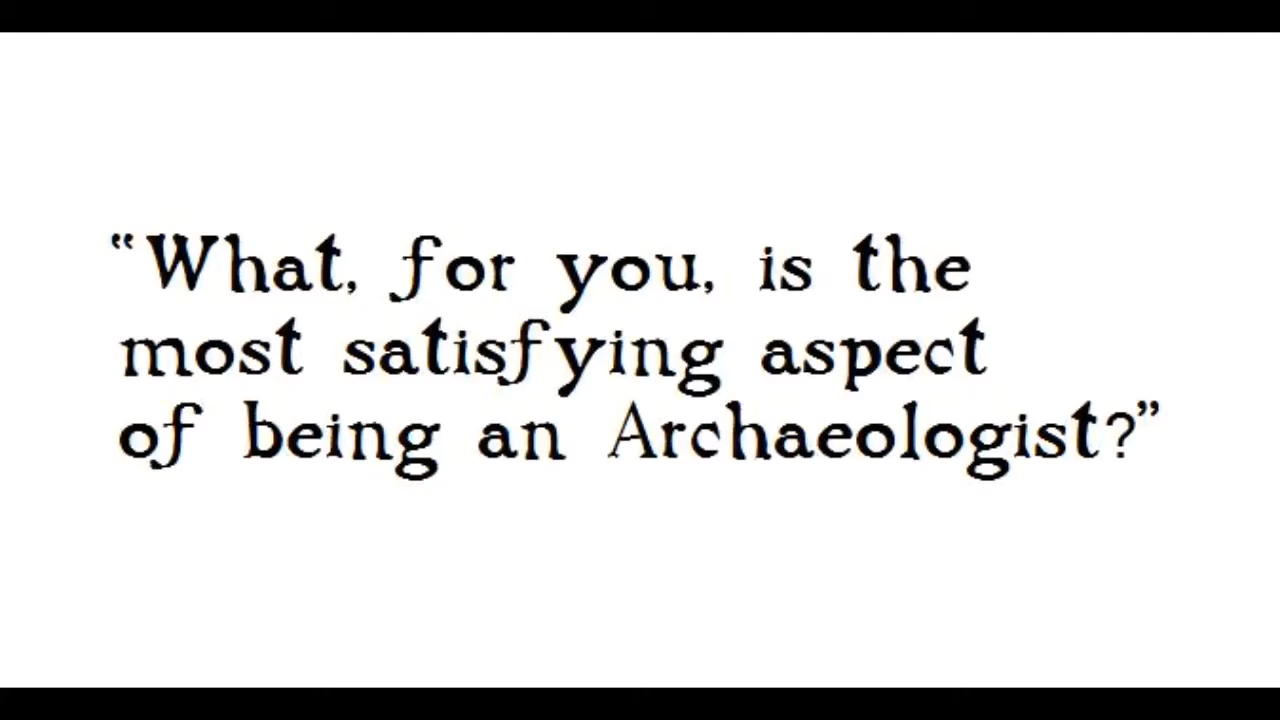 “What, for you, is the
most satisfying aspect
of being an Archaeologist?”